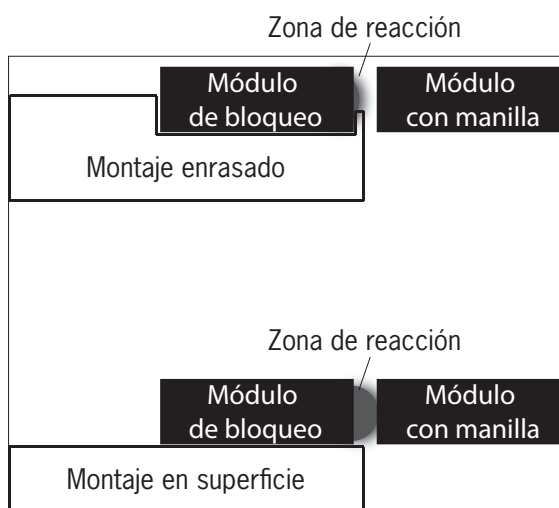 Zona de reacción
Módulo
de bloqueo
Módulo
con manilla
Montaje enrasado
Zona de reacción
Módulo
de bloqueo
Módulo
con manilla
Montaje en superficie